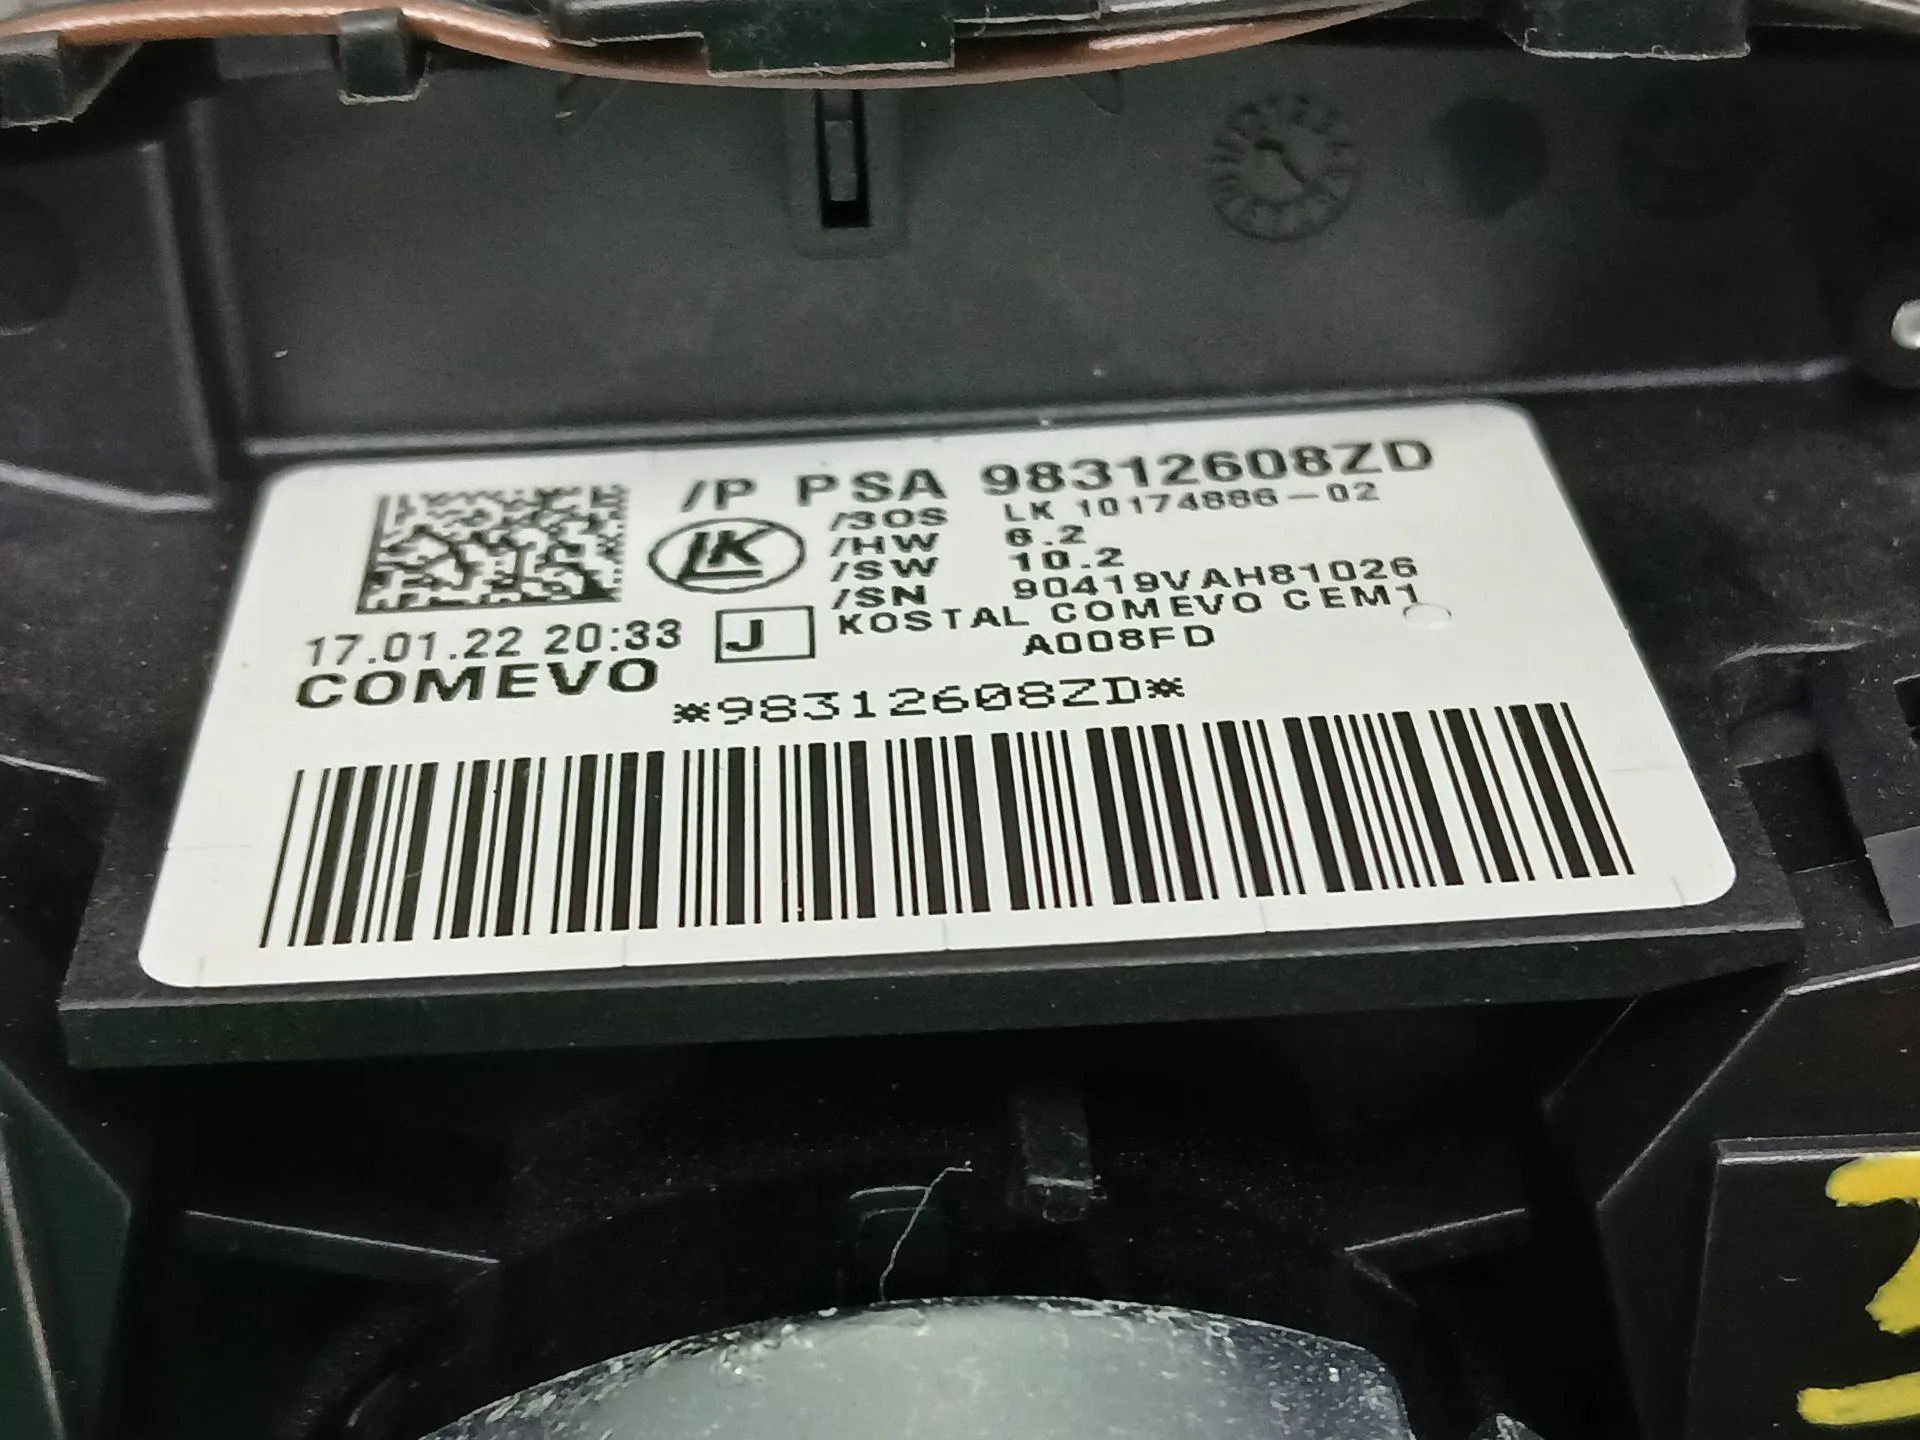 /P PSA 98312608ZD
/30S LK 10174886-02
LK
/HW 6.2
/SW 10.2
/SN 90419VAH81026
17.01.22 20:33
J
KOSTAL COMEVO CEM1
COMEVO
A008FD
*98312608ZD*